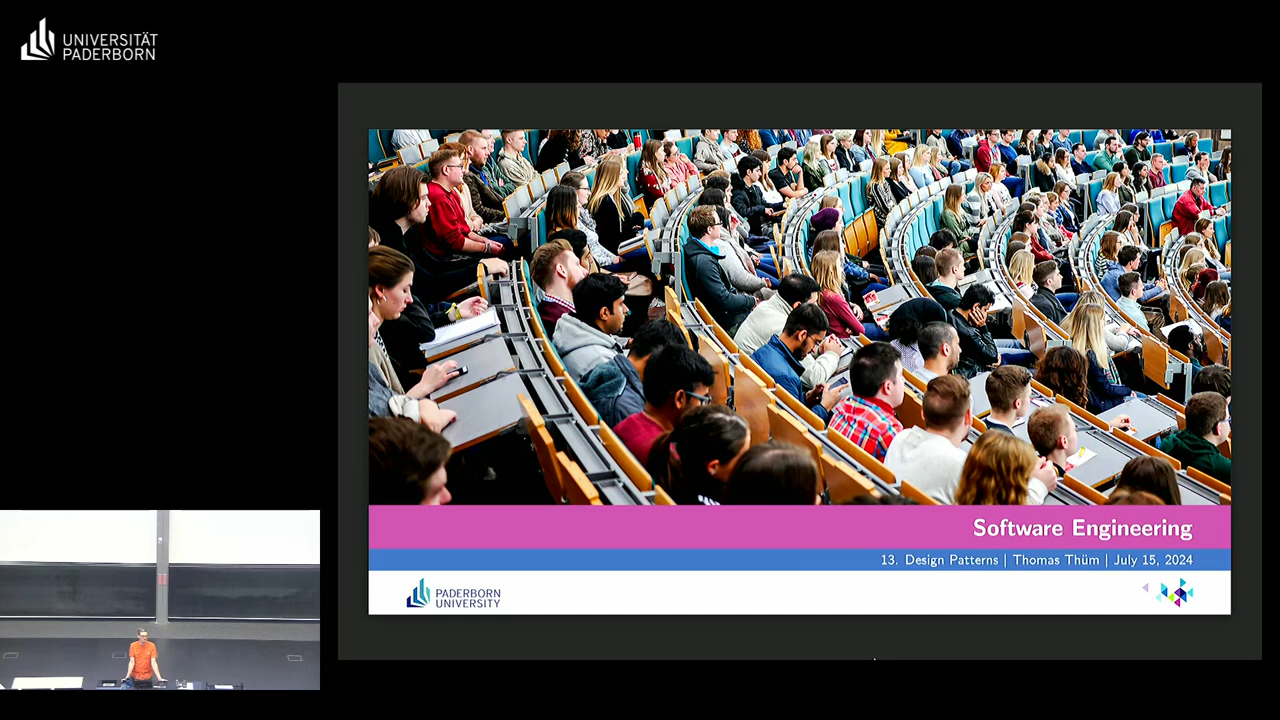 UNIVERSITÄT
PADERBORN
Software Engineering
13. Design Patterns | Thomas Thüm | July 15, 2024
PADERBORN
UNIVERSITY